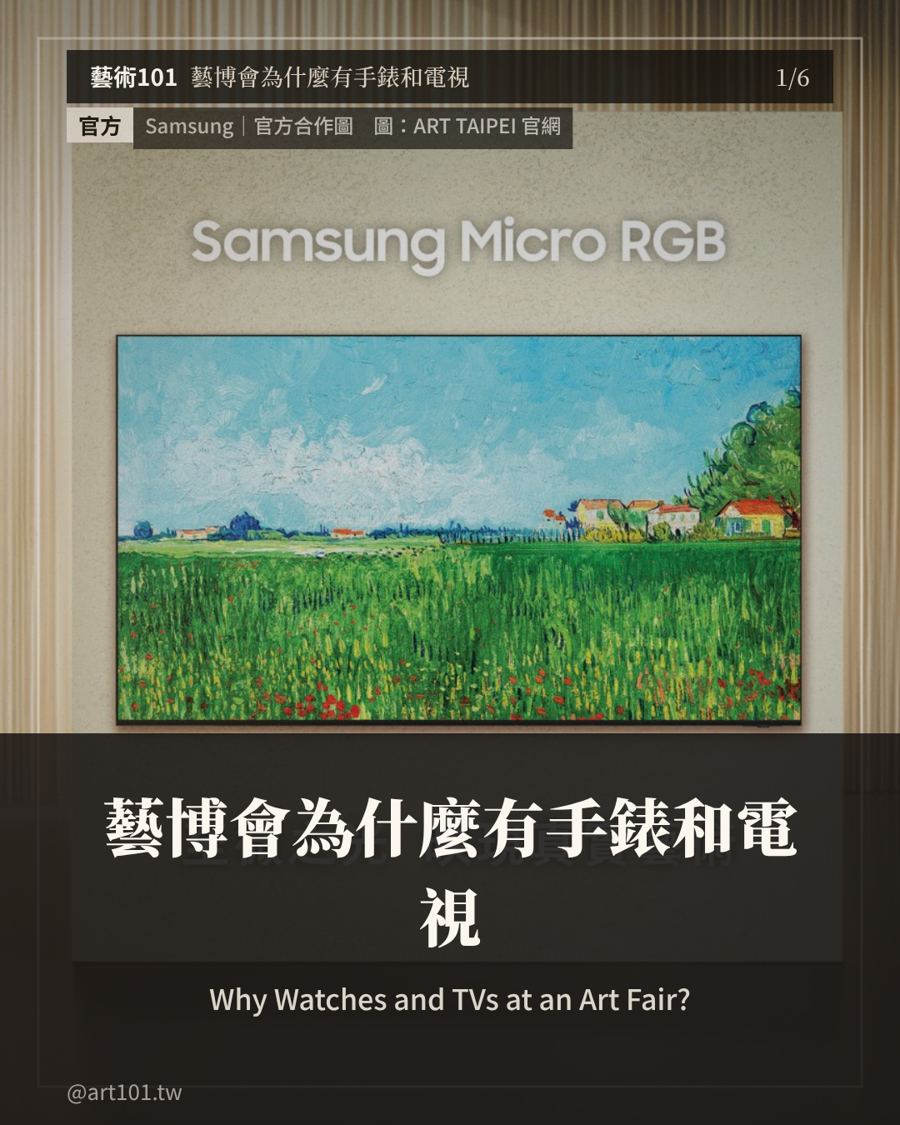 藝術101 藝博會為什麼有手錶和電視 1/6
官方 Samsung｜官方合作圖 圖：ART TAIPEI 官網
Samsung Micro RGB
藝博會為什麼有手錶和電
視
Why Watches and TVs at an Art Fair?
@art101.tw